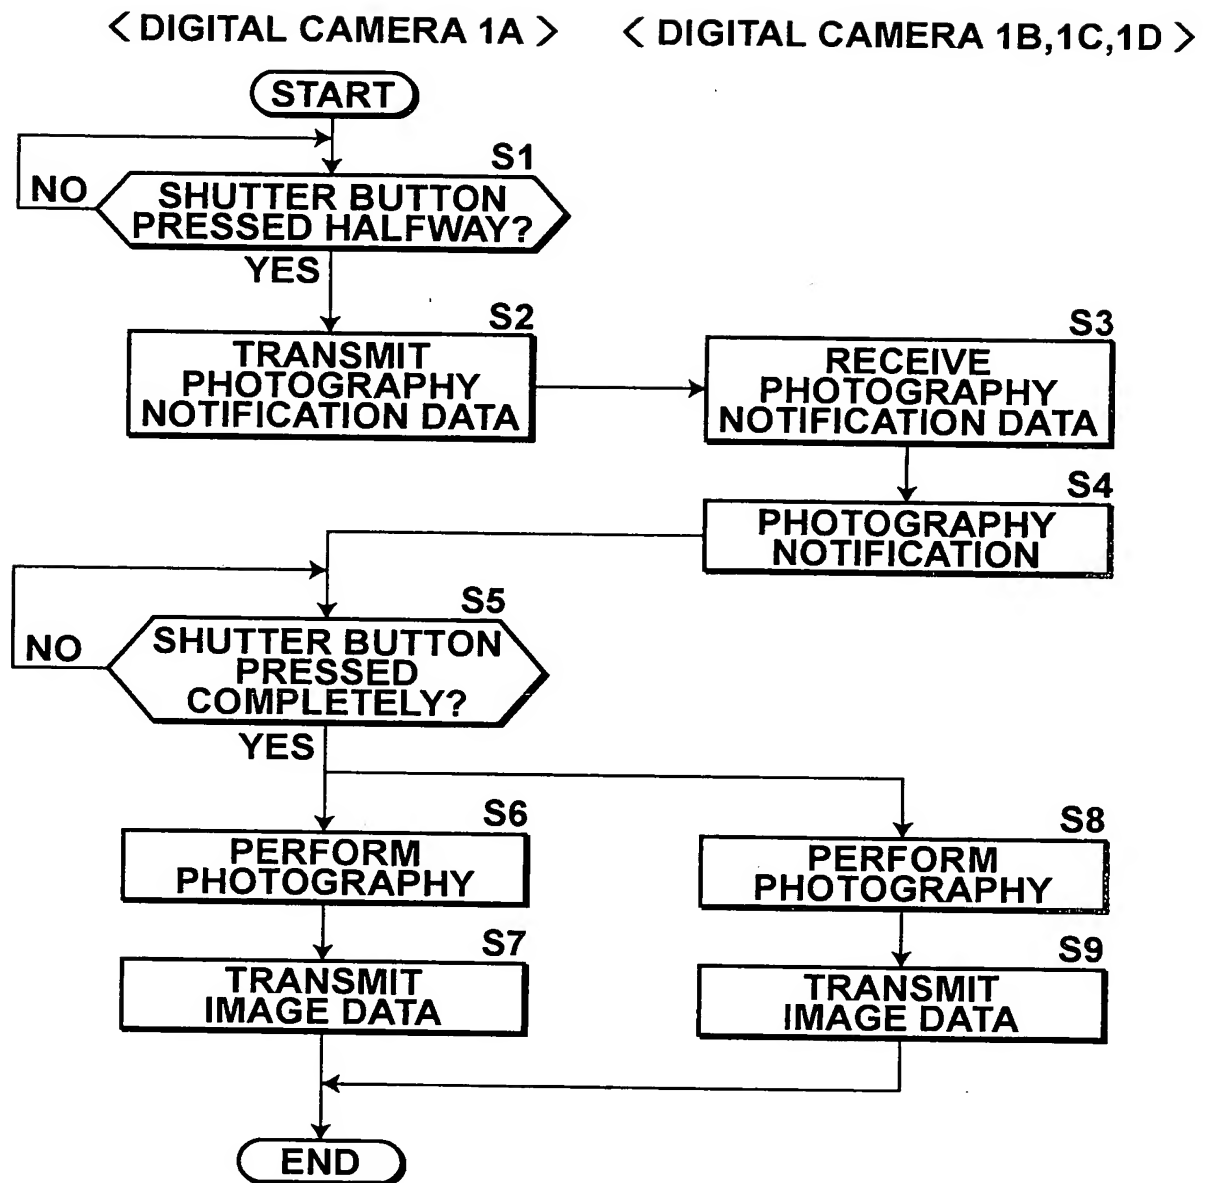 < DIGITAL CAMERA 1A >
< DIGITAL CAMERA 1B,1C,1D >
START
S1
NO
SHUTTER BUTTON
PRESSED HALFWAY?
YES
S2
TRANSMIT
PHOTOGRAPHY
NOTIFICATION DATA
S3
RECEIVE
PHOTOGRAPHY
NOTIFICATION DATA
S4
PHOTOGRAPHY
NOTIFICATION
S5
NO
SHUTTER BUTTON
PRESSED
COMPLETELY?
YES
S6
PERFORM
PHOTOGRAPHY
S8
PERFORM
PHOTOGRAPHY
S7
TRANSMIT
IMAGE DATA
S9
TRANSMIT
IMAGE DATA
END